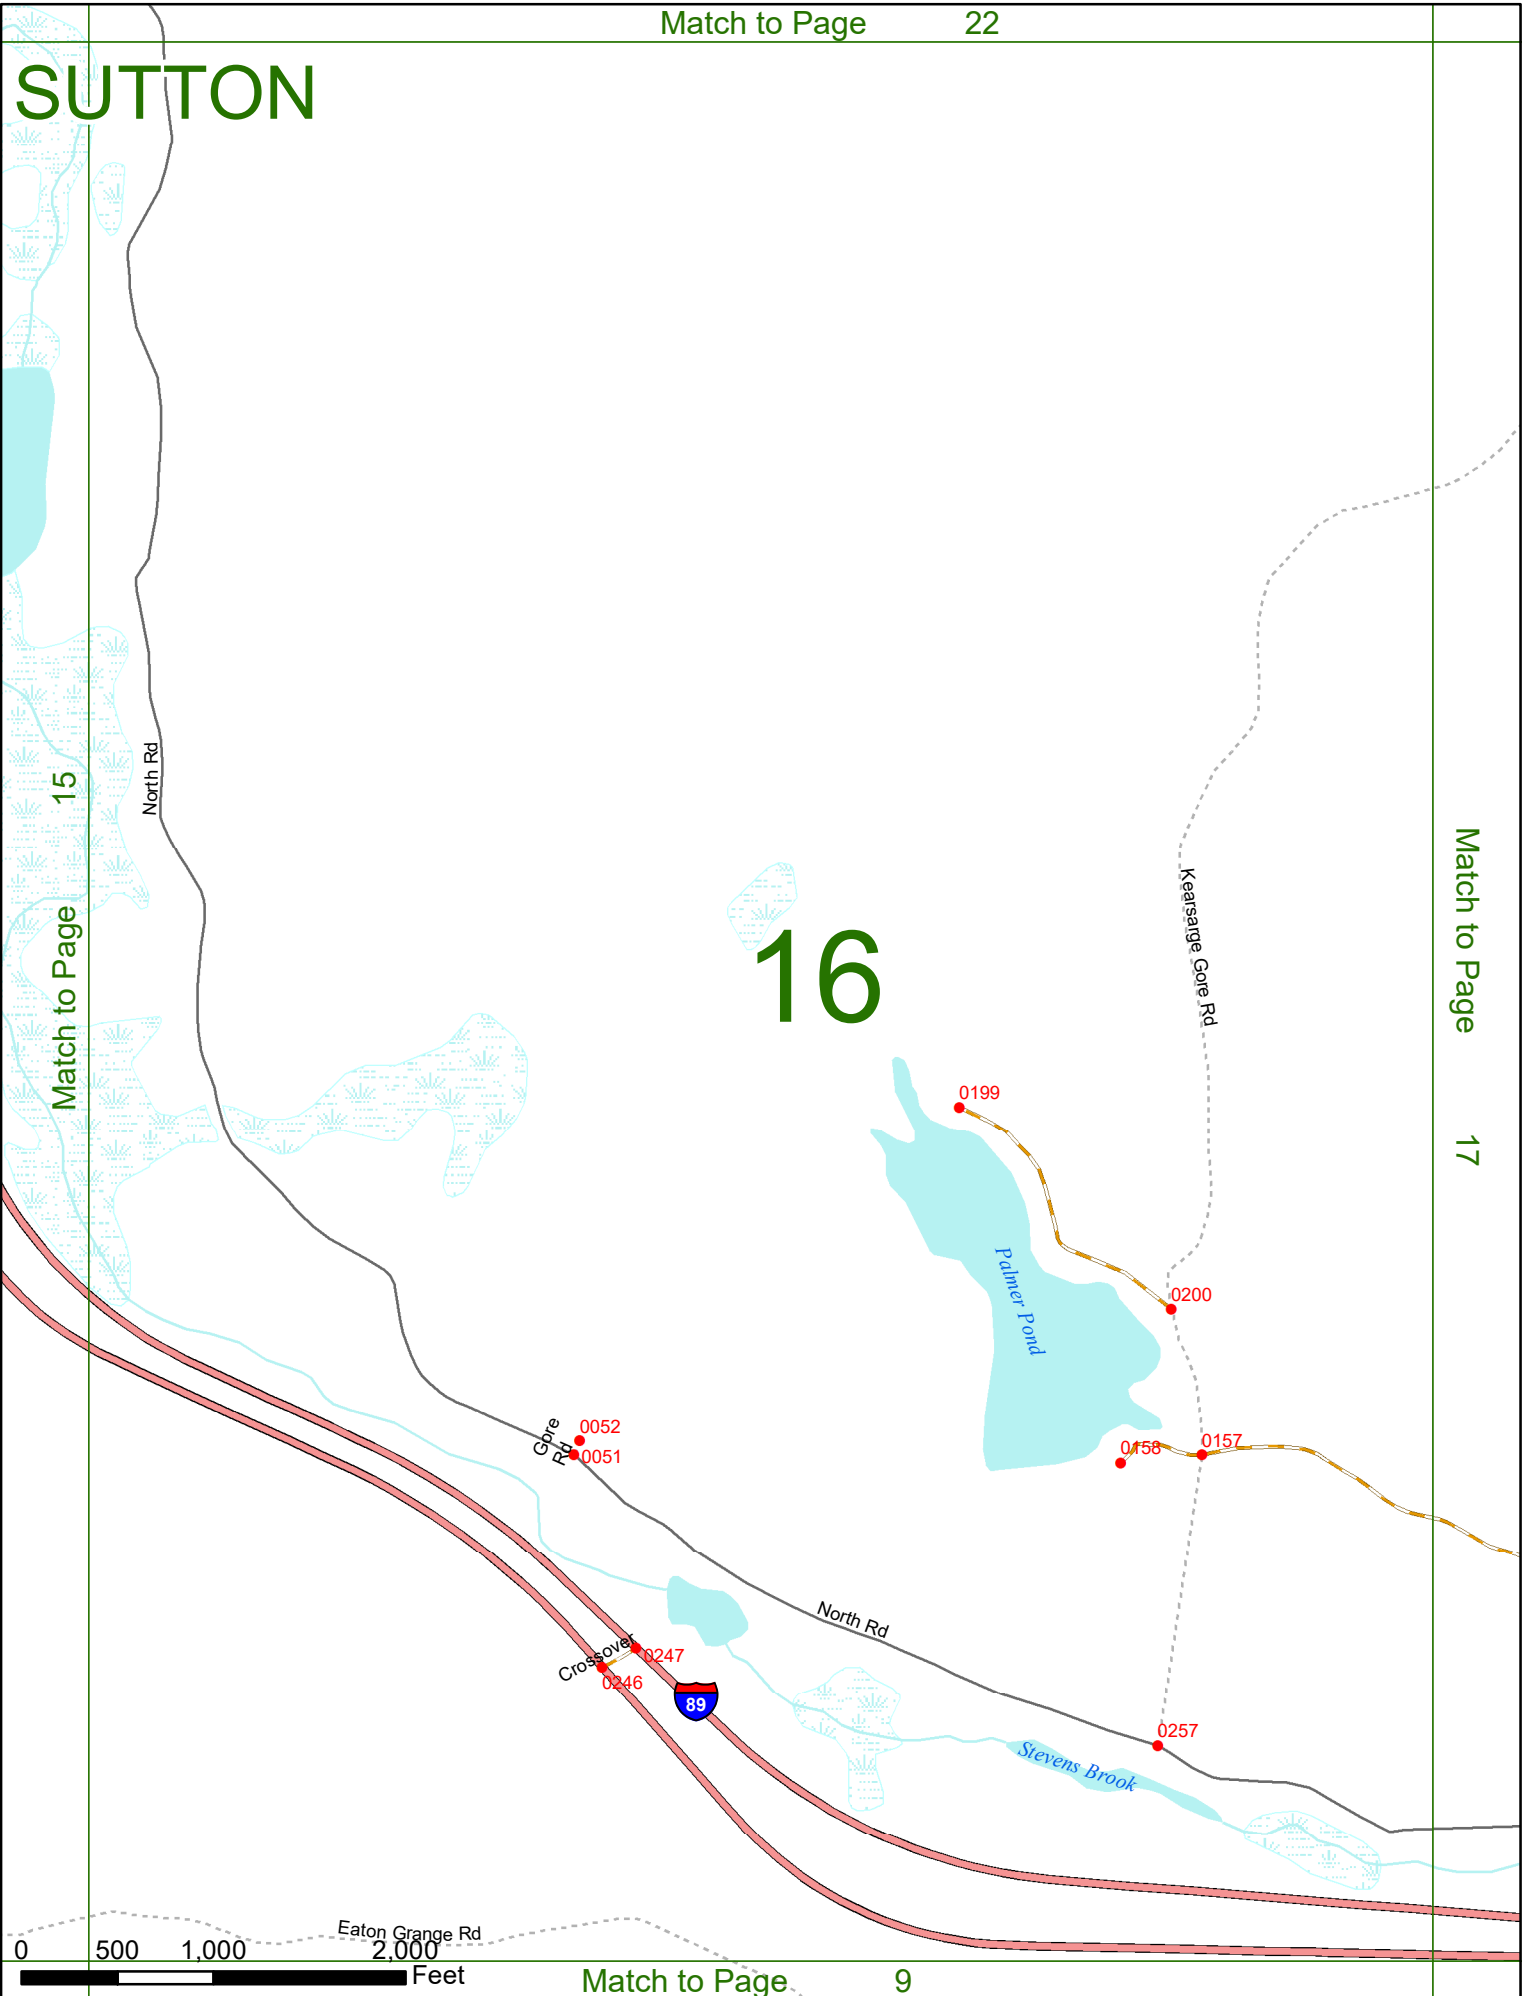 Match to Page 22
SUTTON
North Rd
Match to Page 15
Kearsarge Gore Rd
Match to Page 17
16
0199
Palmer Pond
0200
0052
Gore
Rd
0051
0158
0157
North Rd
Crossover
0247
0246
89
0257
Stevens Brook
Eaton Grange Rd
0 500 1,000 2,000
Feet
Match to Page 9